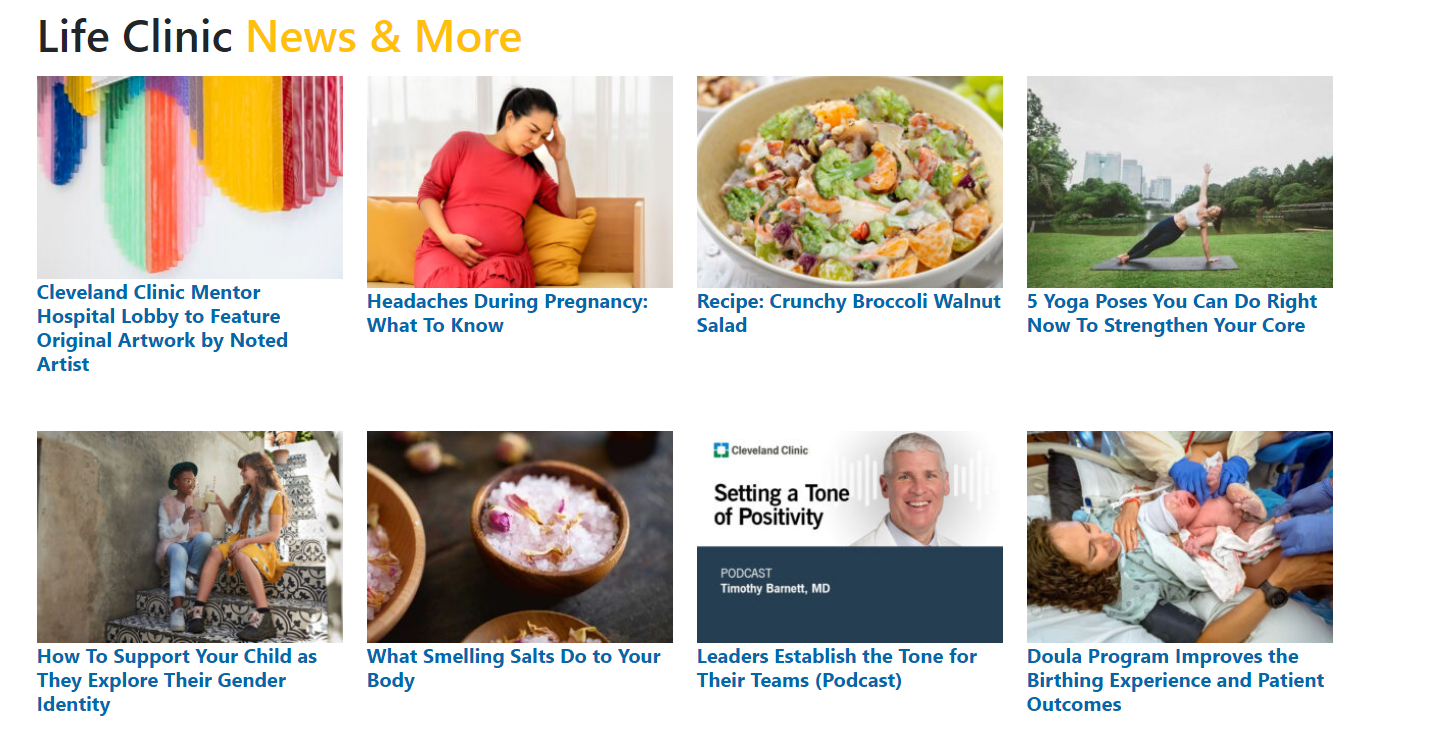 Life Clinic News & More
Cleveland Clinic Mentor
Hospital Lobby to Feature
Original Artwork by Noted
Artist
Headaches During Pregnancy:
What To Know
Recipe: Crunchy Broccoli Walnut
Salad
5 Yoga Poses You Can Do Right
Now To Strengthen Your Core
How To Support Your Child as
They Explore Their Gender
Identity
What Smelling Salts Do to Your
Body
Cleveland Clinic
Setting a Tone
of Positivity
PODCAST
Timothy Barnett, MD
Leaders Establish the Tone for
Their Teams (Podcast)
Doula Program Improves the
Birthing Experience and Patient
Outcomes